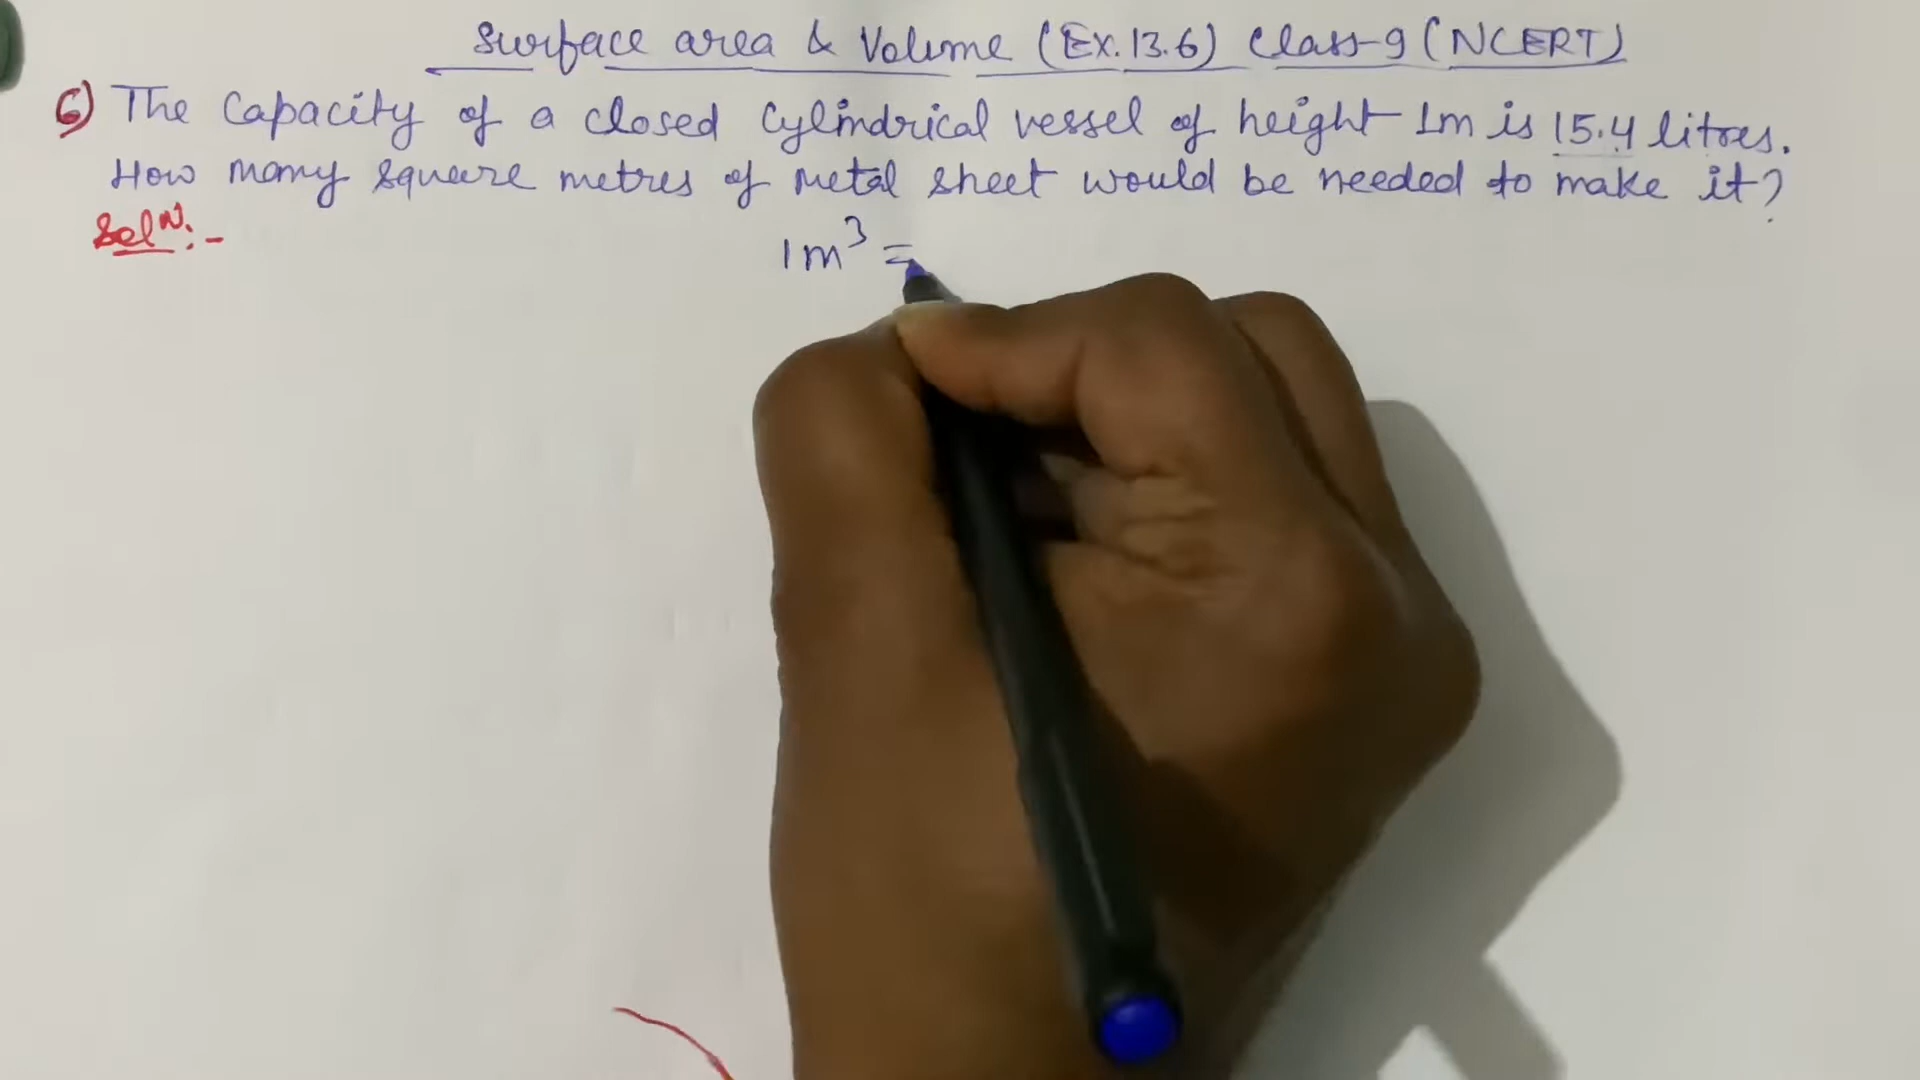 Surface area & Volume (Ex.13.6) Class-9 (NCERT)
6) The Capacity of a closed Cylindrical vessel of height 1m is 15.4 litres.
How many square metres of metal sheet would be needed to make it?
Solⁿ:-
1m³ =